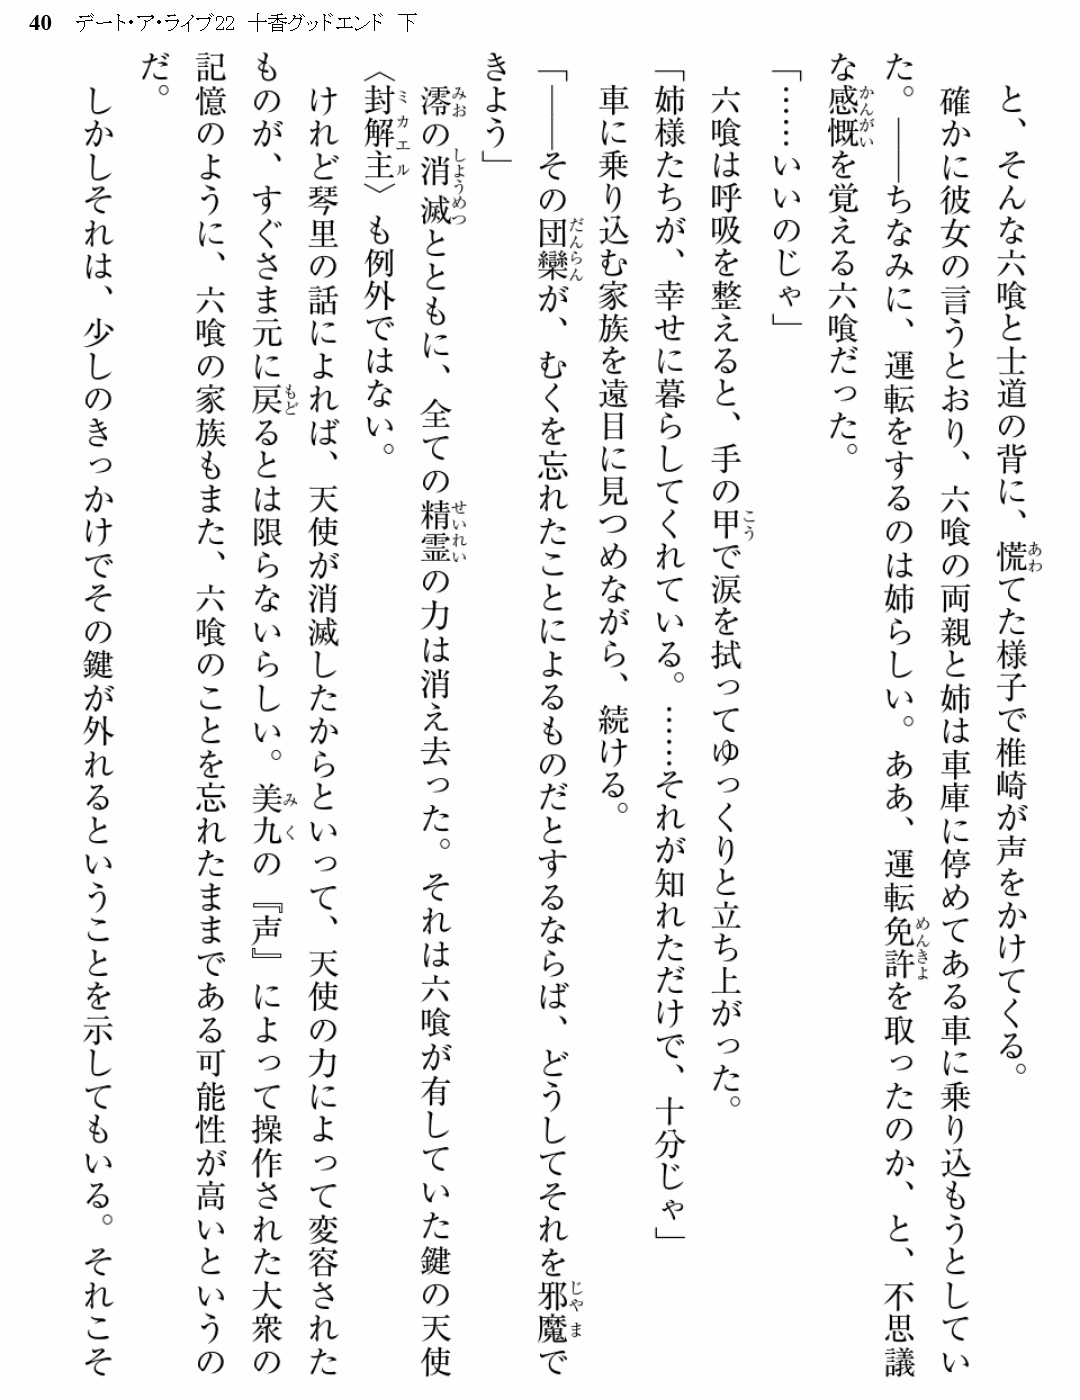 40 デート・ア・ライブ22 十香グッドエンド 下
と、そんな六喰と士道の背に、慌てた様子で椎崎が声をかけてくる。
確かに彼女の言うとおり、六喰の両親と姉は車庫に停めてある車に乗り込もうとしてい
た。――ちなみに、運転をするのは姉らしい。ああ、運転免許を取ったのか、と、不思議
な感慨を覚える六喰だった。
「……いいのじゃ」
六喰は呼吸を整えると、手の甲で涙を拭ってゆっくりと立ち上がった。
「姉様たちが、幸せに暮らしてくれている。……それが知れただけで、十分じゃ」
車に乗り込む家族を遠目に見つめながら、続ける。
「――その団欒が、むくを忘れたことによるものだとするならば、どうしてそれを邪魔で
きよう」
澪の消滅とともに、全ての精霊の力は消え去った。それは六喰が有していた鍵の天使
〈封解主〉も例外ではない。
けれど琴里の話によれば、天使が消滅したからといって、天使の力によって変容された
ものが、すぐさま元に戻るとは限らないらしい。美九の『声』によって操作された大衆の
記憶のように、六喰の家族もまた、六喰のことを忘れたままである可能性が高いというの
だ。
しかしそれは、少しのきっかけでその鍵が外れるということを示してもいる。それこそ